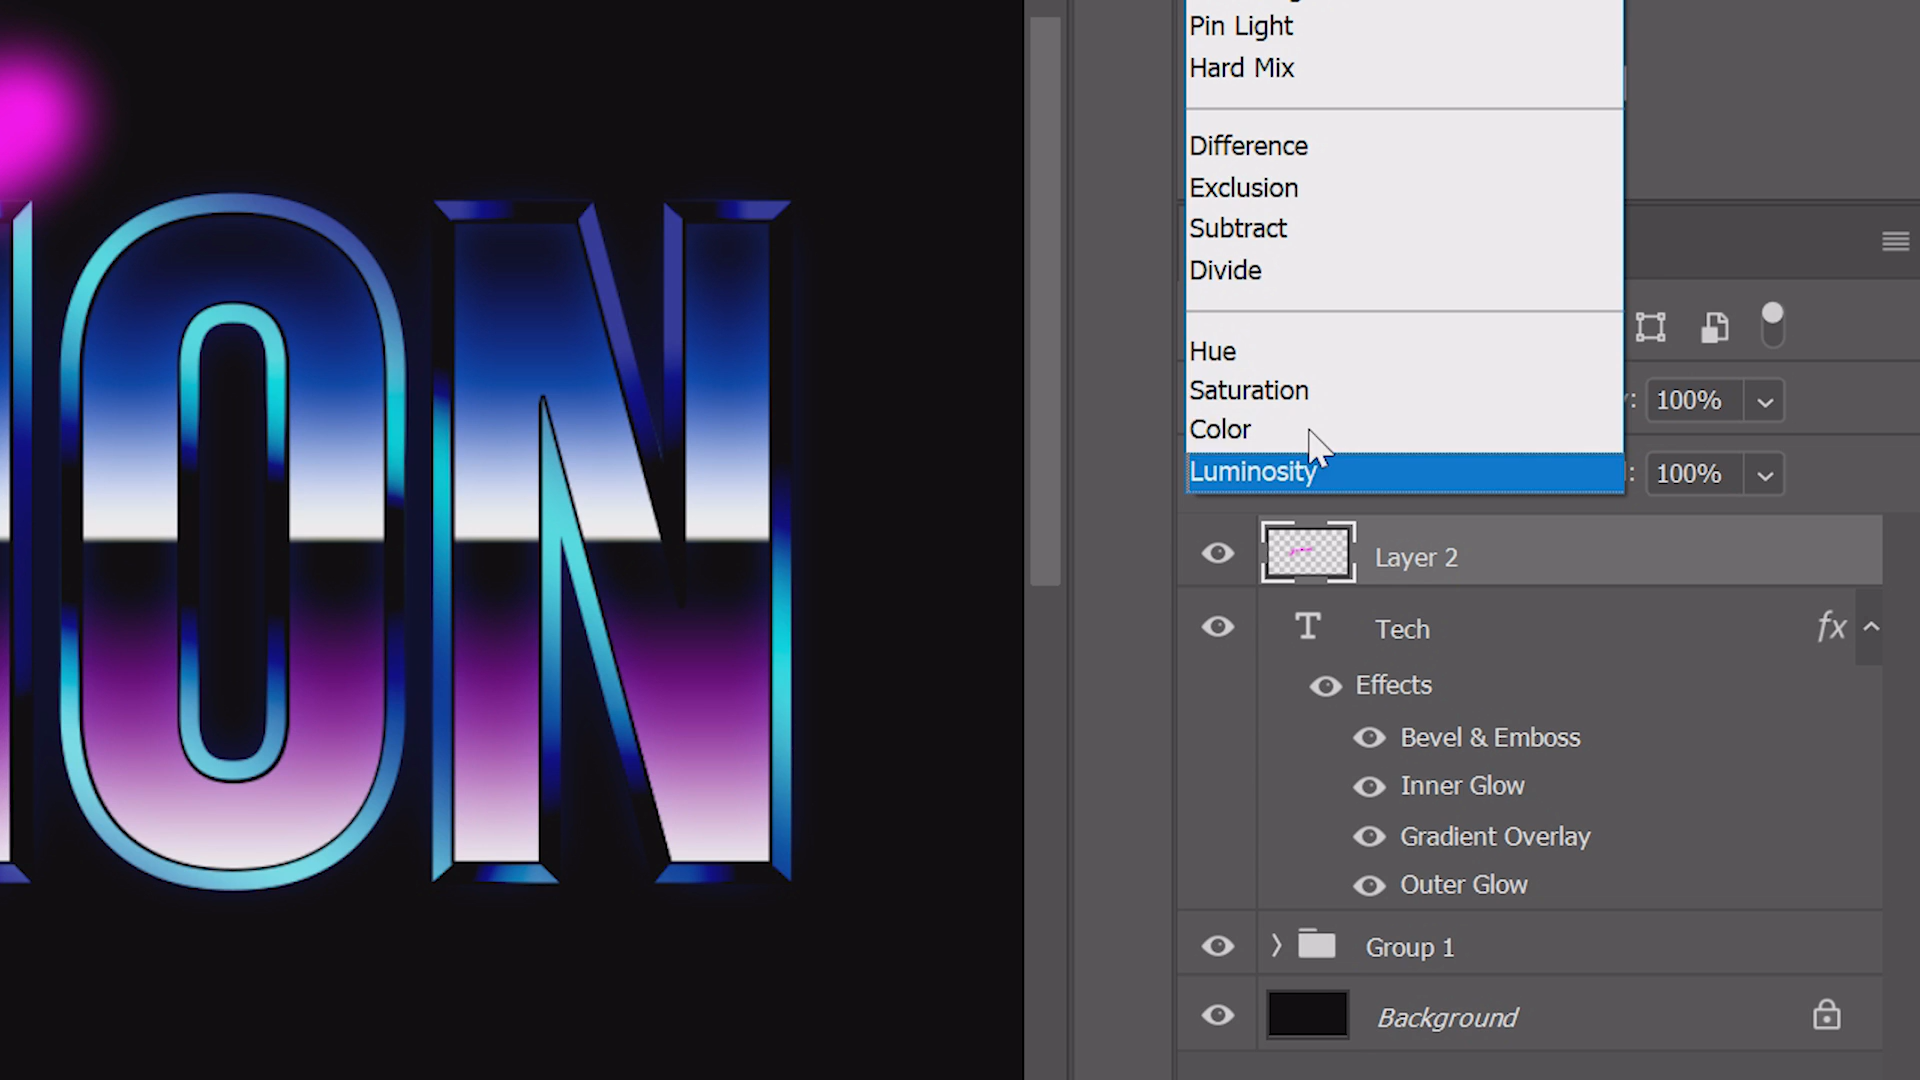 Pin Light
Hard Mix
Difference
Exclusion
Subtract
Divide
Hue
Saturation
Color
Luminosity
100%
100%
ION
Layer 2
T Tech fx
Effects
Bevel & Emboss
Inner Glow
Gradient Overlay
Outer Glow
Group 1
Background